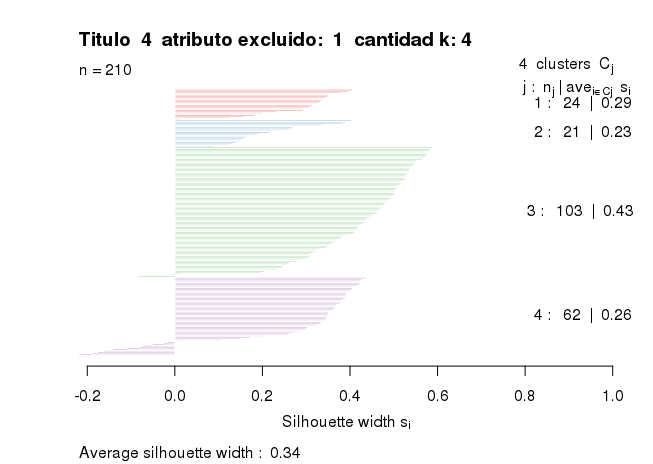 Titulo 4 atributo excluido: 1 cantidad k: 4
n = 210
4 clusters Cj
j : nj | avei∈Cj si
1 : 24 | 0.29
2 : 21 | 0.23
3 : 103 | 0.43
4 : 62 | 0.26
-0.2 0.0 0.2 0.4 0.6 0.8 1.0
Silhouette width si
Average silhouette width : 0.34